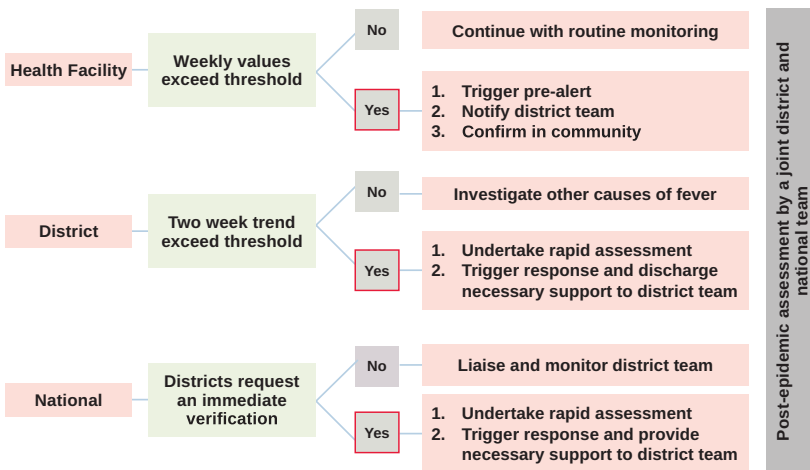 Health Facility
Weekly values
exceed threshold
No
Continue with routine monitoring
Yes
1. Trigger pre-alert
2. Notify district team
3. Confirm in community
District
Two week trend
exceed threshold
No
Investigate other causes of fever
Yes
1. Undertake rapid assessment
2. Trigger response and discharge
necessary support to district team
National
Districts request
an immediate
verification
No
Liaise and monitor district team
Yes
1. Undertake rapid assessment
2. Trigger response and provide
necessary support to district team
Post-epidemic assessment by a joint district and
national team